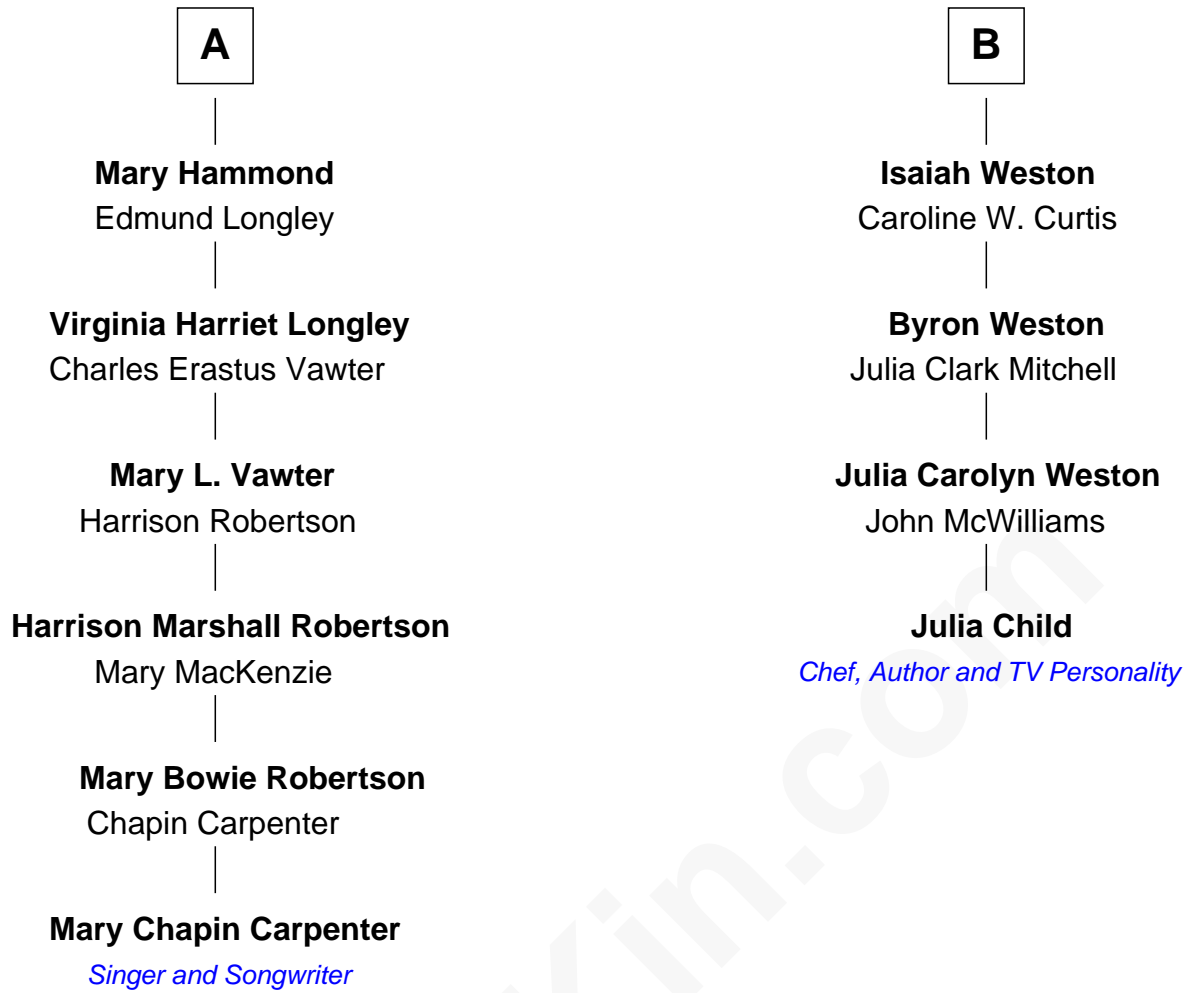 A
Mary Hammond
Edmund Longley
Virginia Harriet Longley
Charles Erastus Vawter
Mary L. Vawter
Harrison Robertson
Harrison Marshall Robertson
Mary MacKenzie
Mary Bowie Robertson
Chapin Carpenter
Mary Chapin Carpenter
Singer and Songwriter
B
Isaiah Weston
Caroline W. Curtis
Byron Weston
Julia Clark Mitchell
Julia Carolyn Weston
John McWilliams
Julia Child
Chef, Author and TV Personality